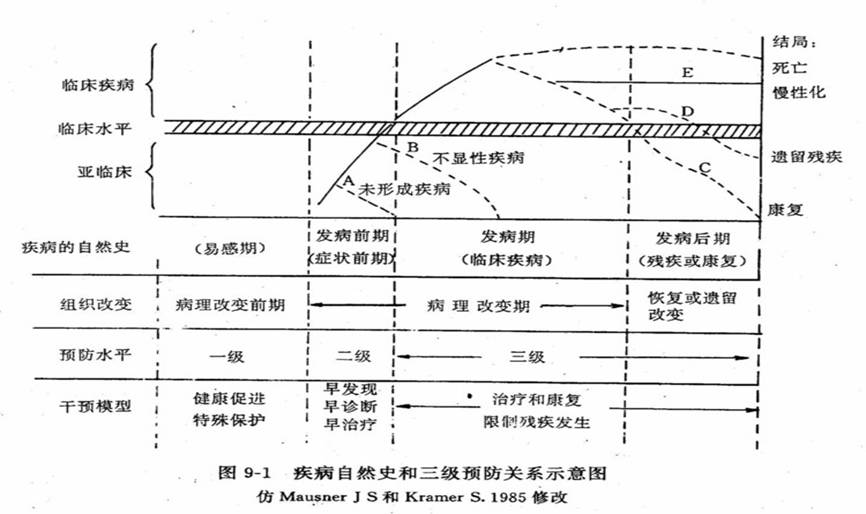 结局:
死亡
慢性化
遗留残疾
康复
临床疾病
临床水平
亚临床
E
D
C
B
不显性疾病
A
未形成疾病
疾病的自然史
(易感期)
发病前期
(症状前期)
发病期
(临床疾病)
发病后期
(残疾或康复)
组织改变
病理改变前期
病理改变期
恢复或遗留
改变
预防水平
一级
二级
三级
干预模型
健康促进
特殊保护
早发现
早诊断
早治疗
治疗和康复
限制残疾发生
图 9-1 疾病自然史和三级预防关系示意图
仿 Mausner J S 和 Kramer S. 1985 修改